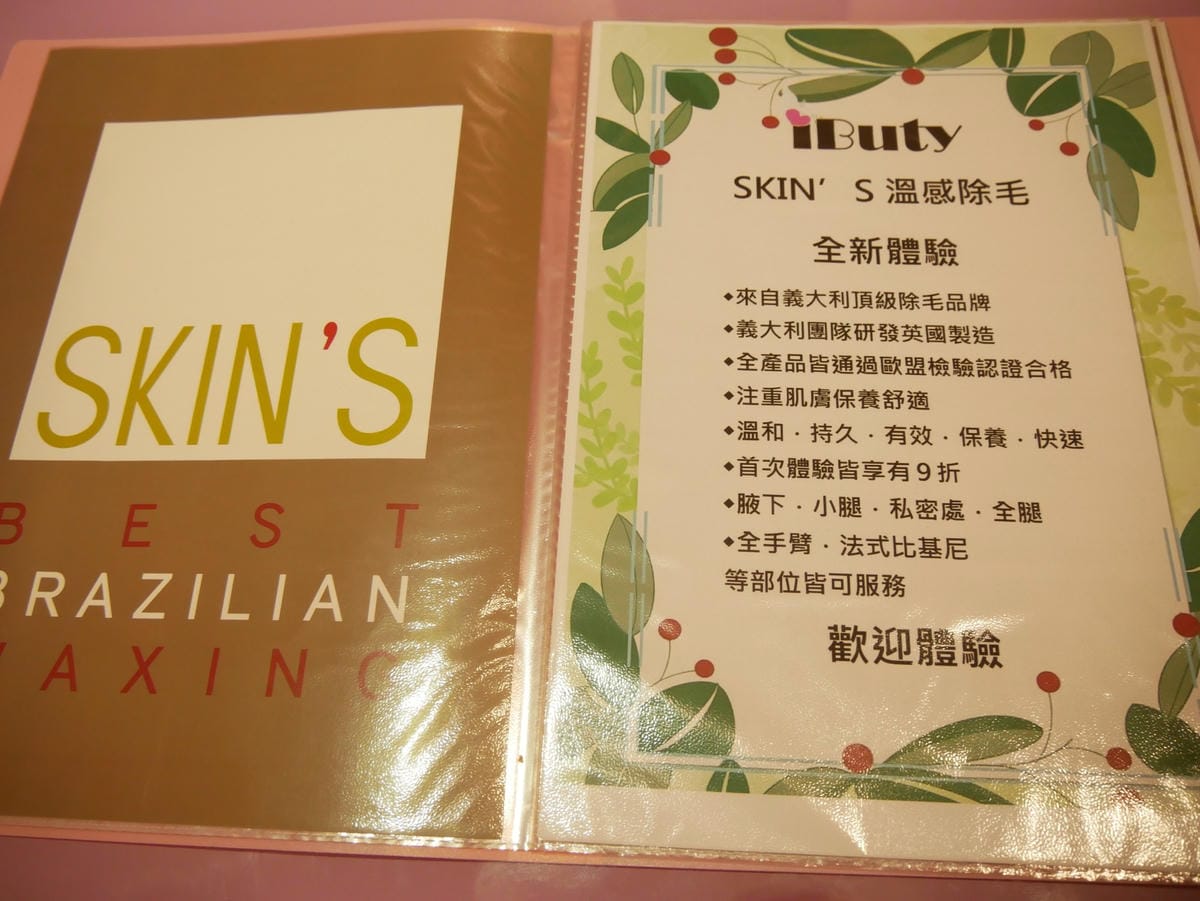 SKIN'S
BEST
BRAZILIAN
WAXING
iButy
SKIN' S 溫感除毛
全新體驗
◆來自義大利頂級除毛品牌
◆義大利團隊研發英國製造
◆全產品皆通過歐盟檢驗認證合格
◆注重肌膚保養舒適
◆溫和．持久．有效．保養．快速
◆首次體驗皆享有9折
◆腋下．小腿．私密處．全腿
◆全手臂．法式比基尼
等部位皆可服務
歡迎體驗